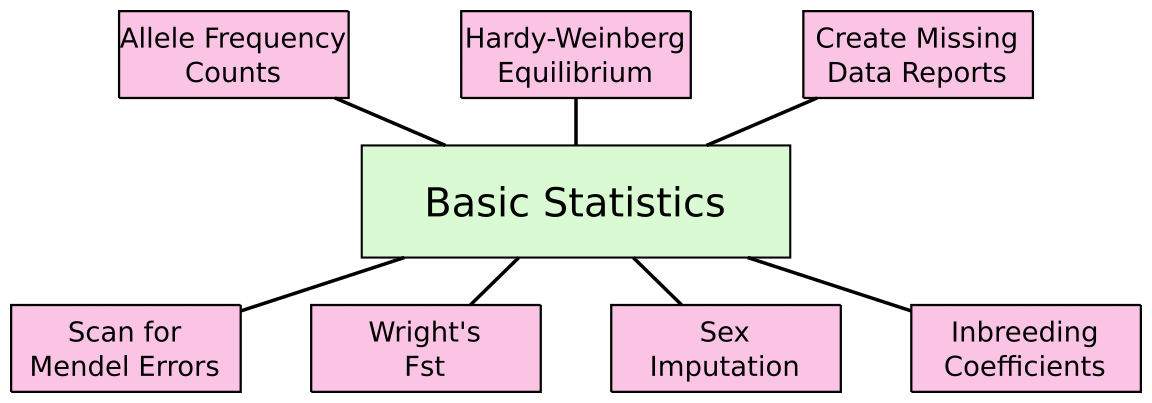 Allele Frequency
Counts
Hardy-Weinberg
Equilibrium
Create Missing
Data Reports
Basic Statistics
Scan for
Mendel Errors
Wright's
Fst
Sex
Imputation
Inbreeding
Coefficients